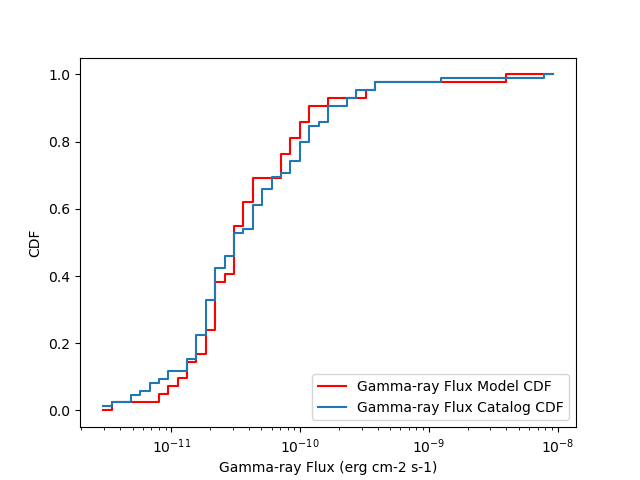 1.0
0.8
0.6
0.4
0.2
0.0
CDF
Gamma-ray Flux Model CDF
Gamma-ray Flux Catalog CDF
10⁻¹¹ 10⁻¹⁰ 10⁻⁹ 10⁻⁸
Gamma-ray Flux (erg cm-2 s-1)